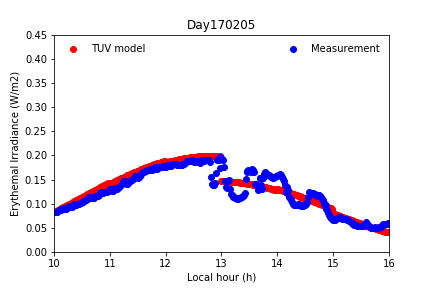 Day170205
TUV model
Measurement
Erythemal Irradiance (W/m2)
0.45
0.40
0.35
0.30
0.25
0.20
0.15
0.10
0.05
0.00
10 11 12 13 14 15 16
Local hour (h)